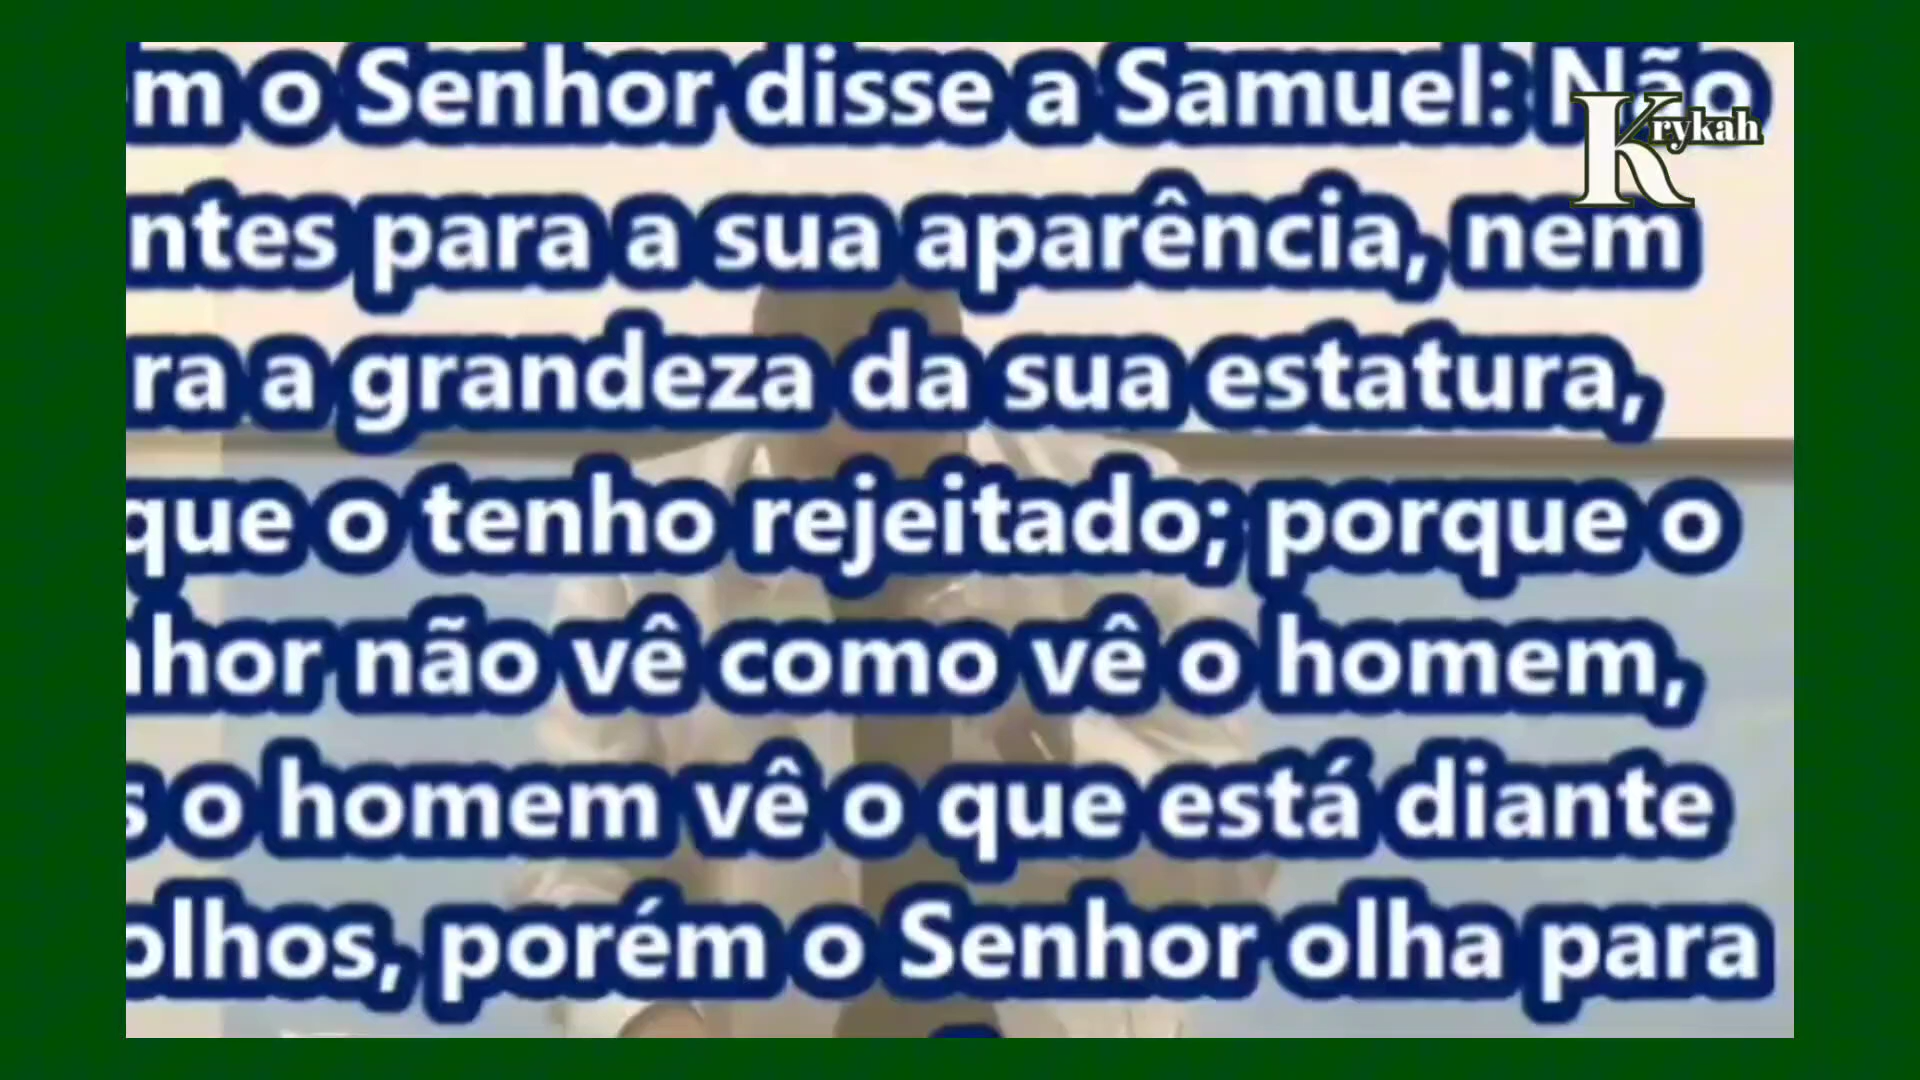 m o Senhor disse a Samuel: Não
Krykah
ntes para a sua aparência, nem
ra a grandeza da sua estatura,
que o tenho rejeitado; porque o
hor não vê como vê o homem,
s o homem vê o que está diante
olhos, porém o Senhor olha para